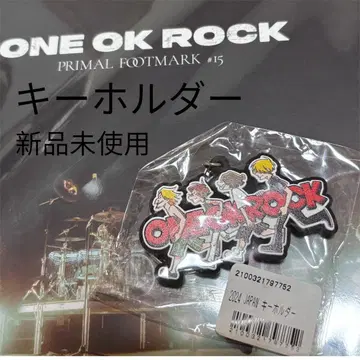 ONE OK ROCK
PRIMAL FOOTMARK #15
キーホルダー
新品未使用
ONE OK ROCK
2100321797752
2024 JAPAN キーホルダー